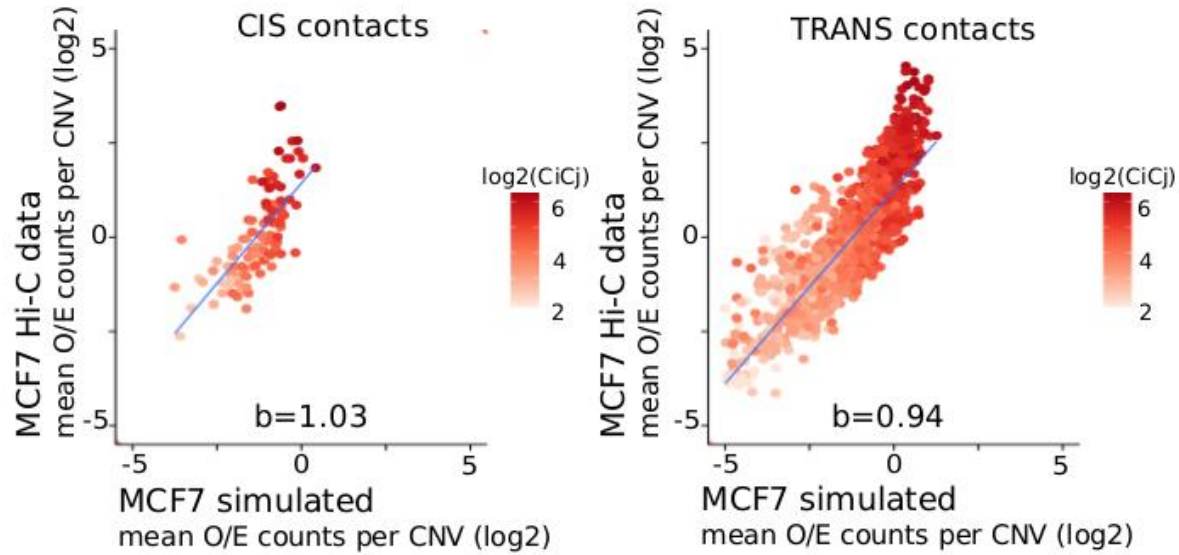 CIS contacts
MCF7 Hi-C data
mean O/E counts per CNV (log2)
5
0
-5
-5
0
5
b=1.03
log2(CiCj)
6
4
2
MCF7 simulated
mean O/E counts per CNV (log2)
TRANS contacts
MCF7 Hi-C data
mean O/E counts per CNV (log2)
5
0
-5
-5
0
5
b=0.94
log2(CiCj)
6
4
2
MCF7 simulated
mean O/E counts per CNV (log2)